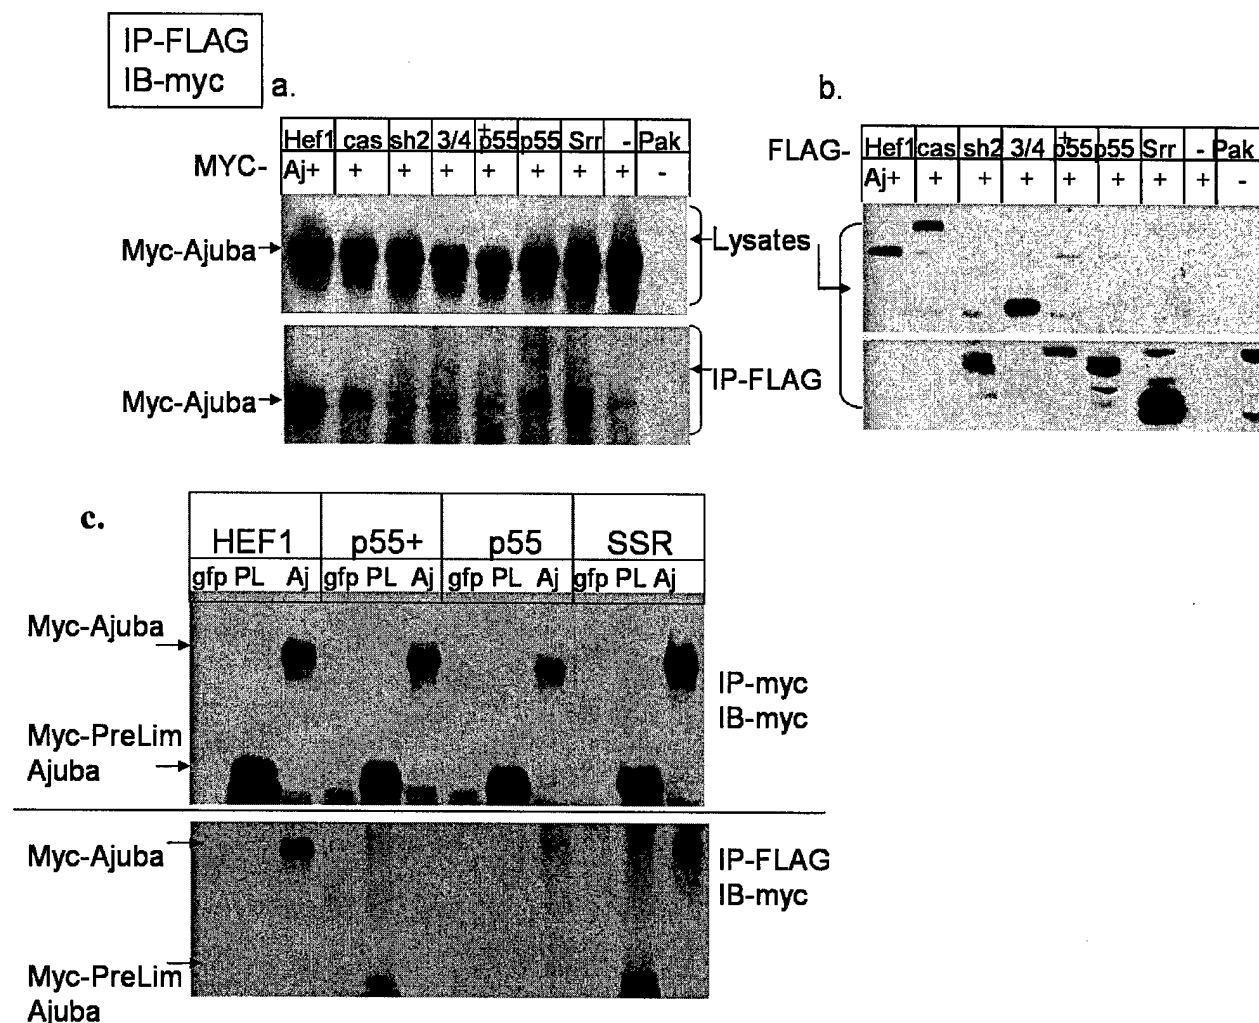 IP-FLAG
IB-myc
a.
Hef1 cas sh2 3/4 +p55 p55 Srr - Pak
MYC- Aj+ + + + + + + + -
Myc-Ajuba
Lysates
Myc-Ajuba
IP-FLAG
b.
FLAG- Hef1 cas sh2 3/4 +p55 p55 Srr - Pak
Aj+ + + + + + + + -
c.
HEF1 p55+ p55 SSR
gfp PL Aj gfp PL Aj gfp PL Aj gfp PL Aj
Myc-Ajuba
IP-myc
IB-myc
Myc-PreLim
Ajuba
Myc-Ajuba
IP-FLAG
IB-myc
Myc-PreLim
Ajuba